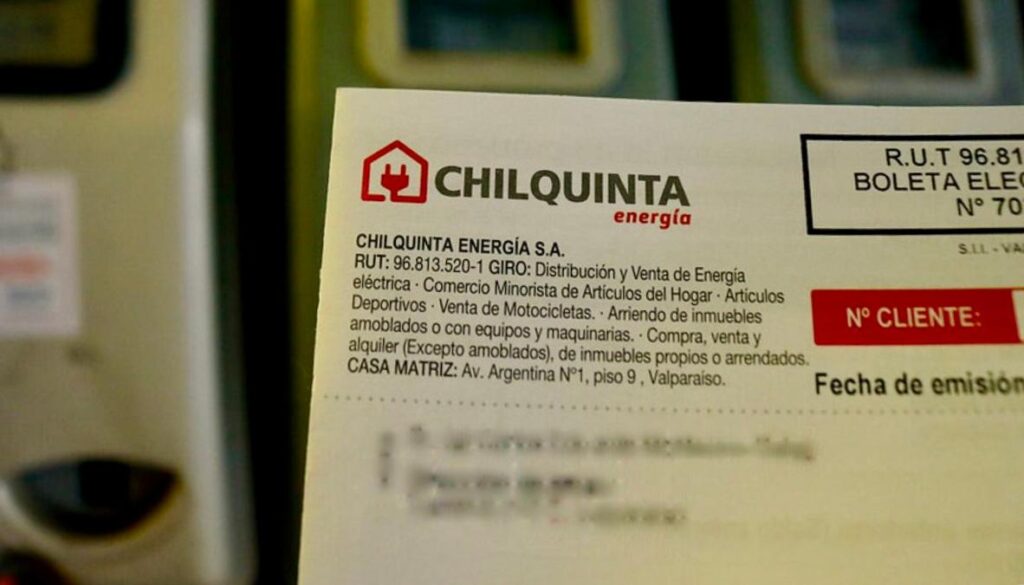 CHILQUINTA
energía
CHILQUINTA ENERGÍA S.A.
RUT: 96.813.520-1 GIRO: Distribución y Venta de Energía
eléctrica · Comercio Minorista de Artículos del Hogar · Artículos
Deportivos · Venta de Motocicletas. · Arriendo de inmuebles
amoblados o con equipos y maquinarias. · Compra, venta y
alquiler (Excepto amoblados), de inmuebles propios o arrendados.
CASA MATRIZ: Av. Argentina Nº1, piso 9 , Valparaíso.
R.U.T 96.81
BOLETA ELEC
Nº 70
S.I.I. - VA
Nº CLIENTE:
Fecha de emisión